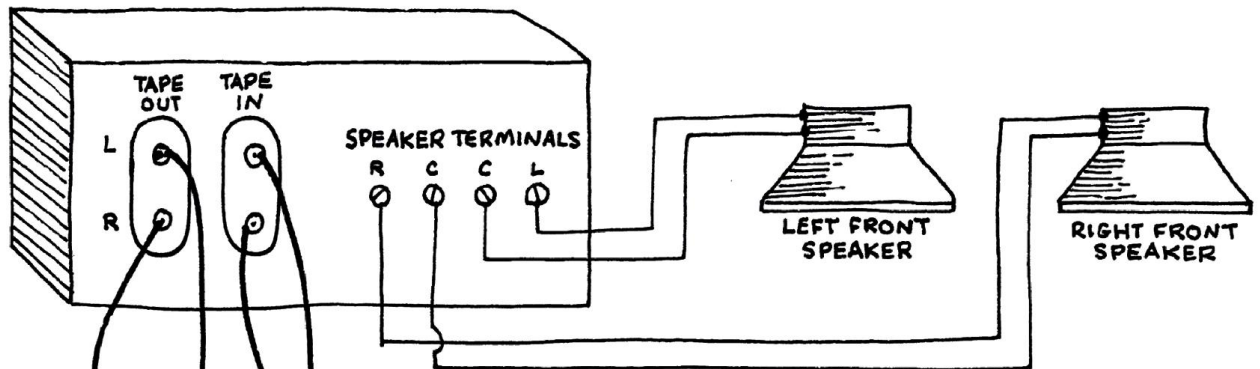 TAPE OUT
TAPE IN
L
R
SPEAKER TERMINALS
R C C L
LEFT FRONT
SPEAKER
RIGHT FRONT
SPEAKER